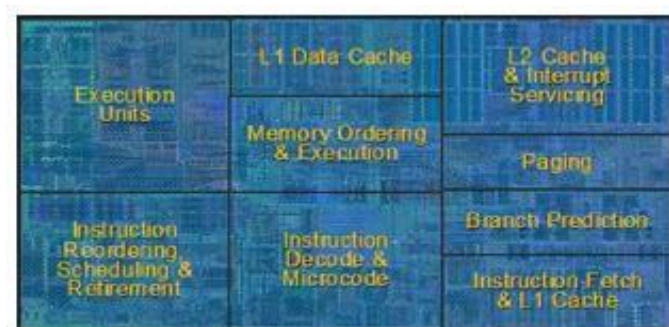 Execution
Units
L1 Data Cache
L2 Cache
& Interrupt
Servicing
Memory Ordering
& Execution
Paging
Instruction
Reordering,
Scheduling &
Retirement
Instruction
Decode &
Microcode
Branch Prediction
Instruction Fetch
& L1 Cache